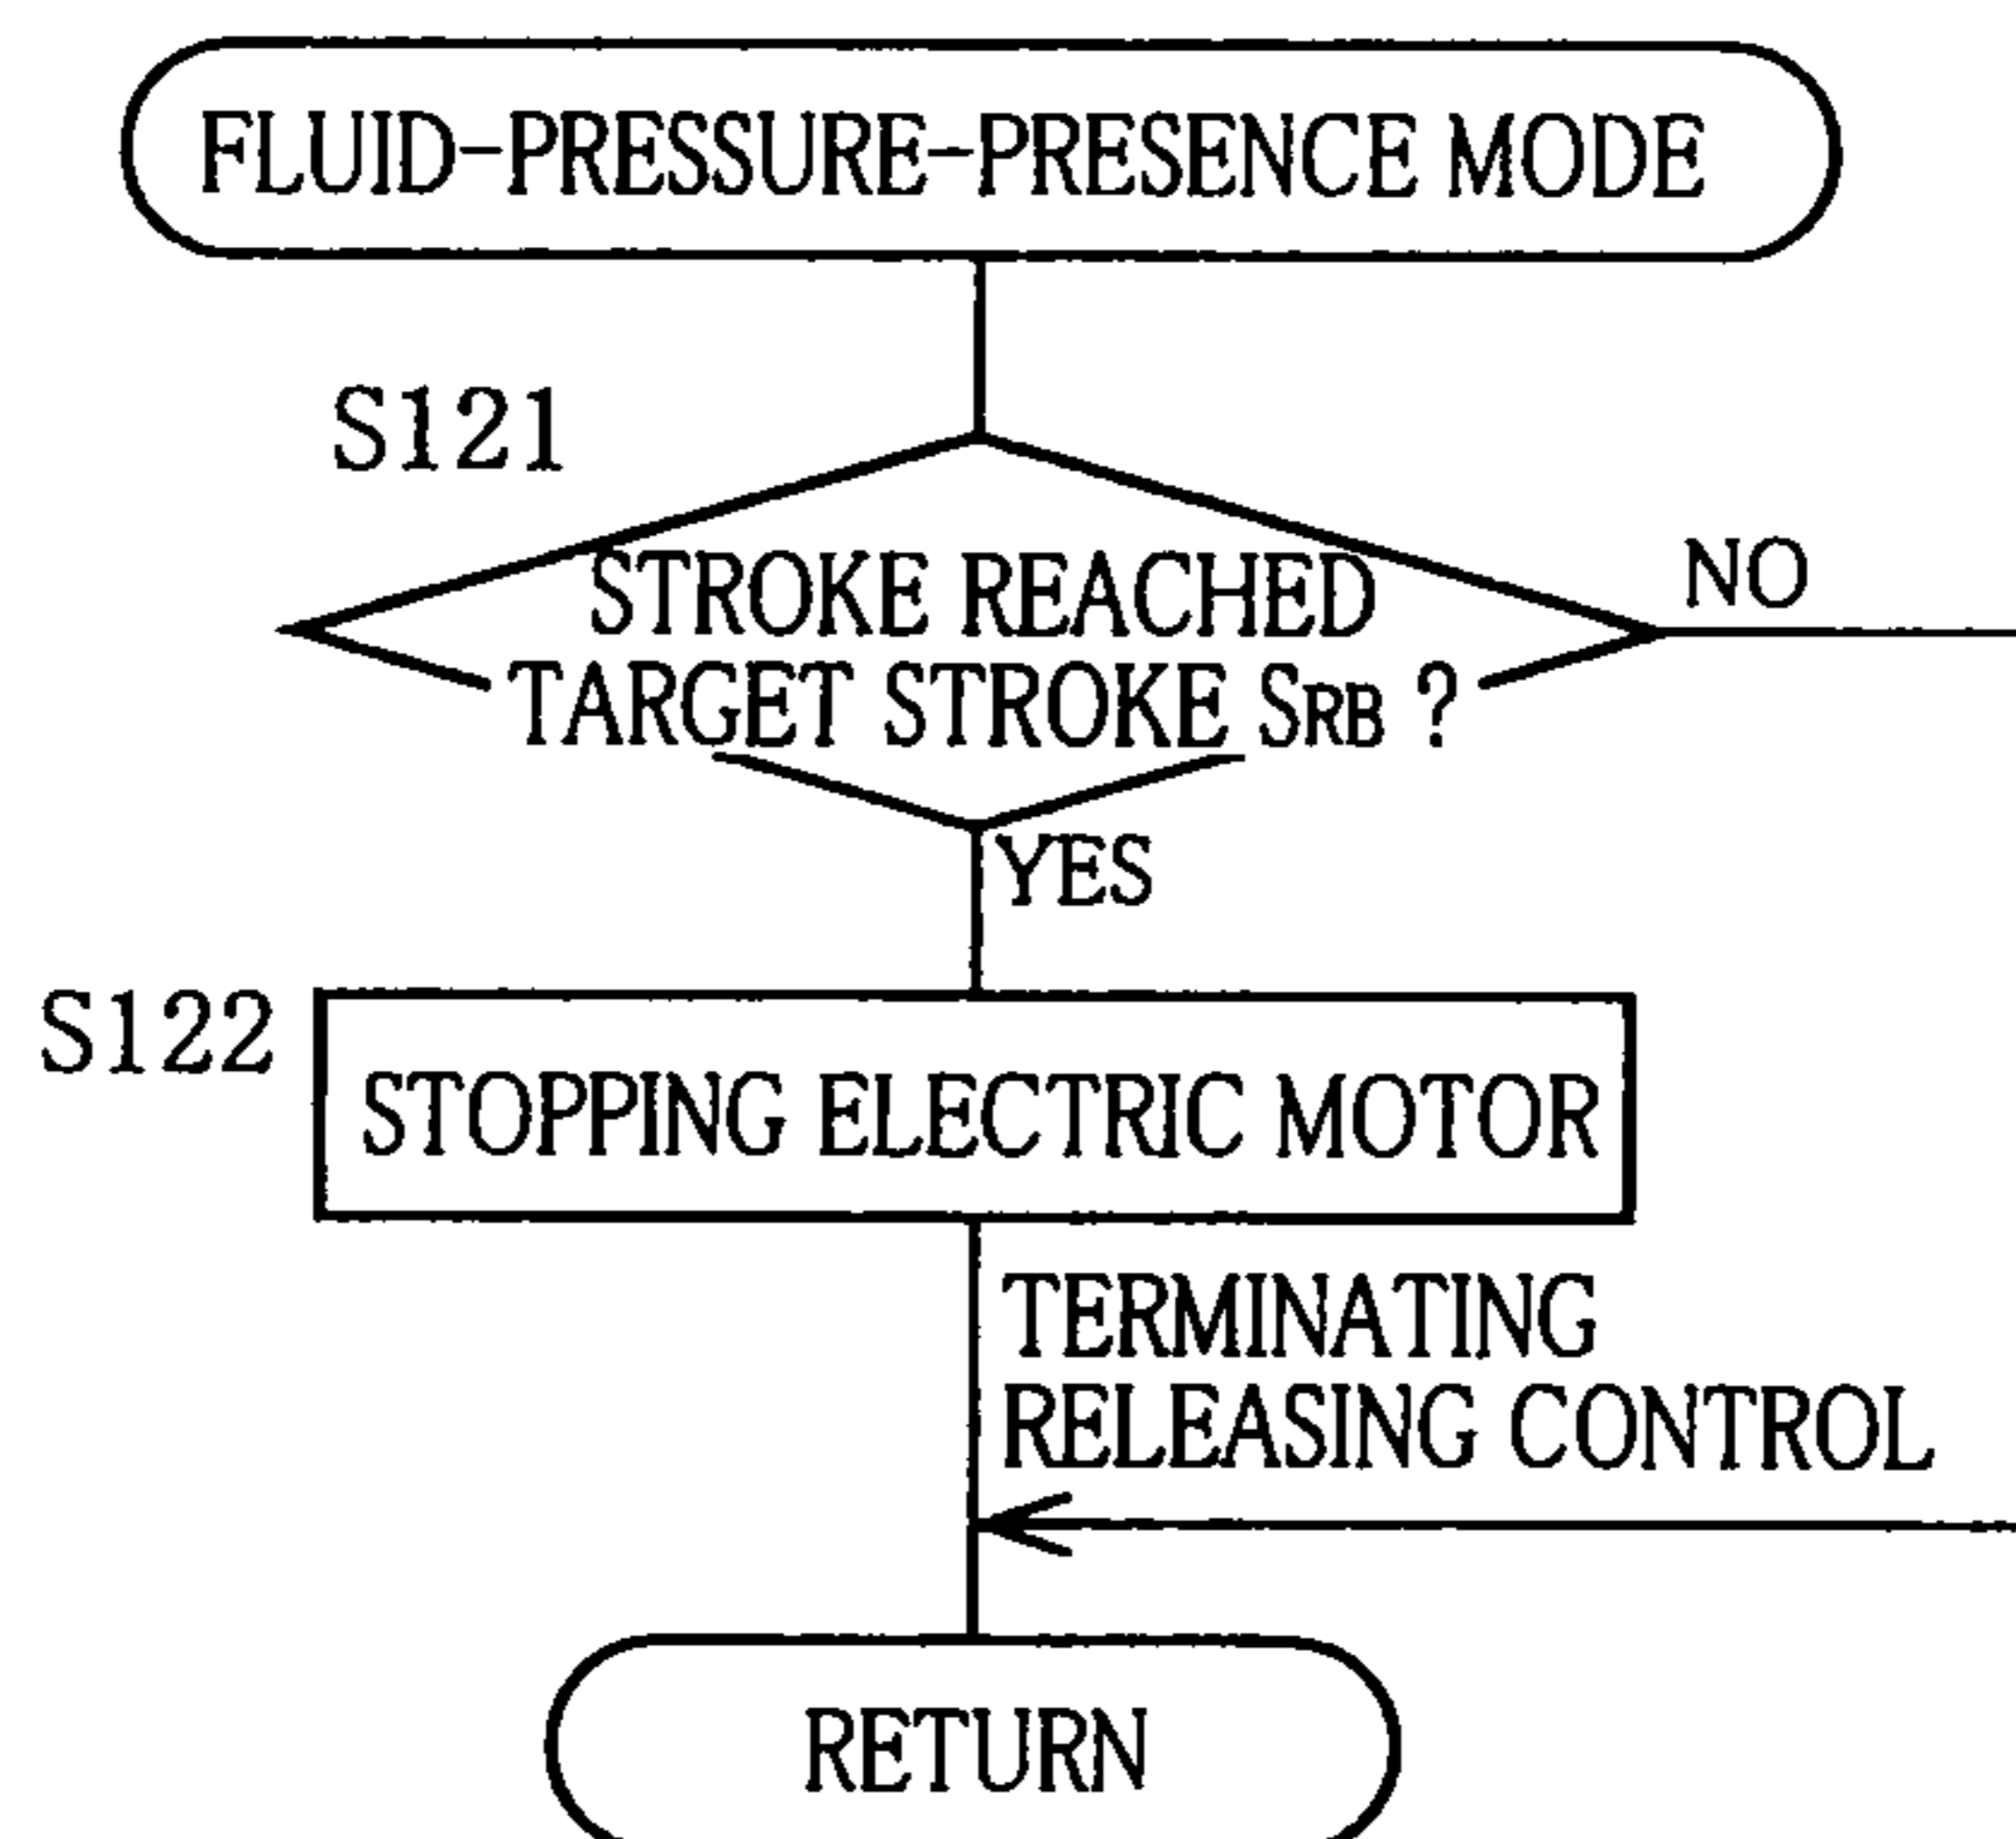 FLUID-PRESSURE-PRESENCE MODE
S121
STROKE REACHED
NO
TARGET STROKE SRB ?
YES
S122
STOPPING ELECTRIC MOTOR
TERMINATING
RELEASING CONTROL
RETURN